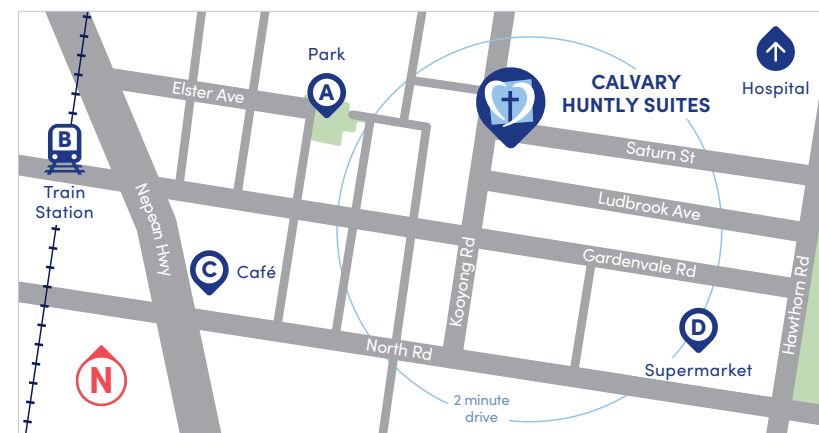 Park
A
CALVARY
HUNTLY SUITES
Hospital
Elster Ave
B
Train
Station
Saturn St
Ludbrook Ave
Nepean Hwy
C
Café
Kooyong Rd
Gardenvale Rd
Hawthorn Rd
D
Supermarket
North Rd
N
2 minute
drive